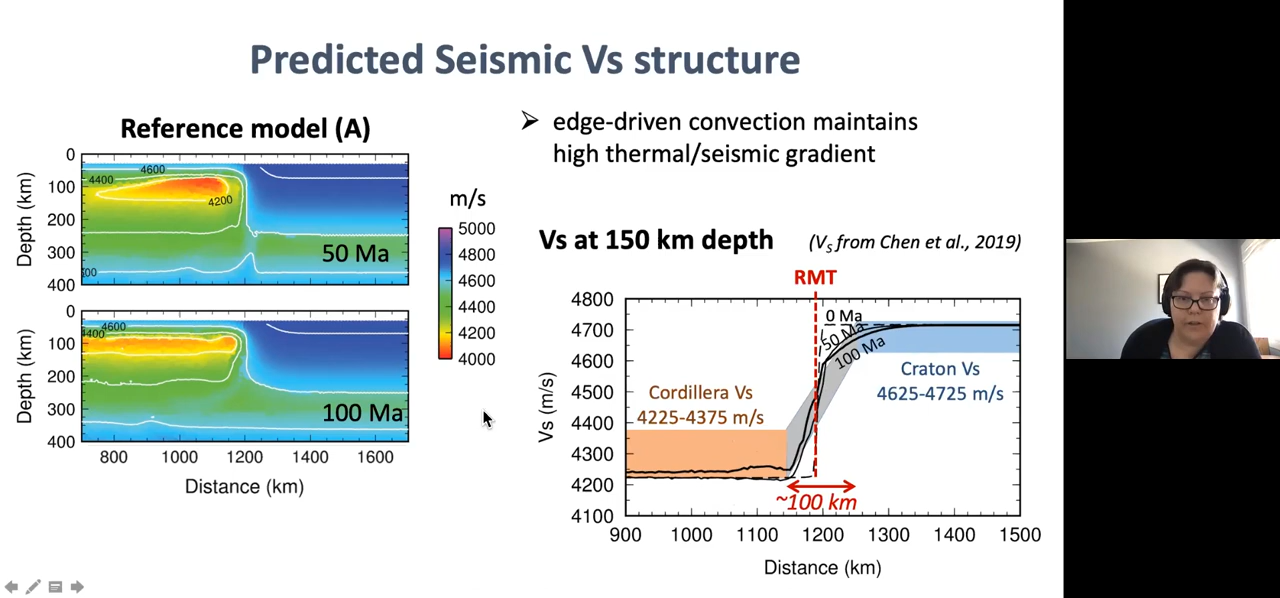 Predicted Seismic Vs structure
Reference model (A)
0
100
200
300
400
Depth (km)
4600
4400
4200
50 Ma
0
100
200
300
400
Depth (km)
4600
4400
100 Ma
800 1000 1200 1400 1600
Distance (km)
m/s
5000
4800
4600
4400
4200
4000
➢ edge-driven convection maintains
high thermal/seismic gradient
Vs at 150 km depth (VS from Chen et al., 2019)
RMT
4800
4700
4600
4500
4400
4300
4200
4100
Vs (m/s)
0 Ma
50 Ma
100 Ma
Cordillera Vs
4225-4375 m/s
Craton Vs
4625-4725 m/s
~100 km
900 1000 1100 1200 1300 1400 1500
Distance (km)